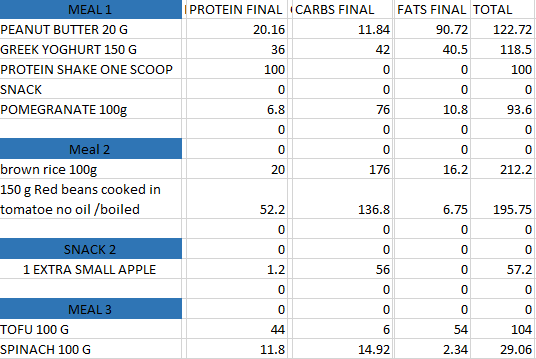 MEAL 1 PROTEIN FINAL CARBS FINAL FATS FINAL TOTAL
PEANUT BUTTER 20 G 20.16 11.84 90.72 122.72
GREEK YOGHURT 150 G 36 42 40.5 118.5
PROTEIN SHAKE ONE SCOOP 100 0 0 100
SNACK 0 0 0 0
POMEGRANATE 100g 6.8 76 10.8 93.6
0 0 0 0
Meal 2 0 0 0 0
brown rice 100g 20 176 16.2 212.2
150 g Red beans cooked in
tomatoe no oil /boiled 52.2 136.8 6.75 195.75
0 0 0 0
SNACK 2 0 0 0 0
1 EXTRA SMALL APPLE 1.2 56 0 57.2
0 0 0 0
MEAL 3 0 0 0 0
TOFU 100 G 44 6 54 104
SPINACH 100 G 11.8 14.92 2.34 29.06